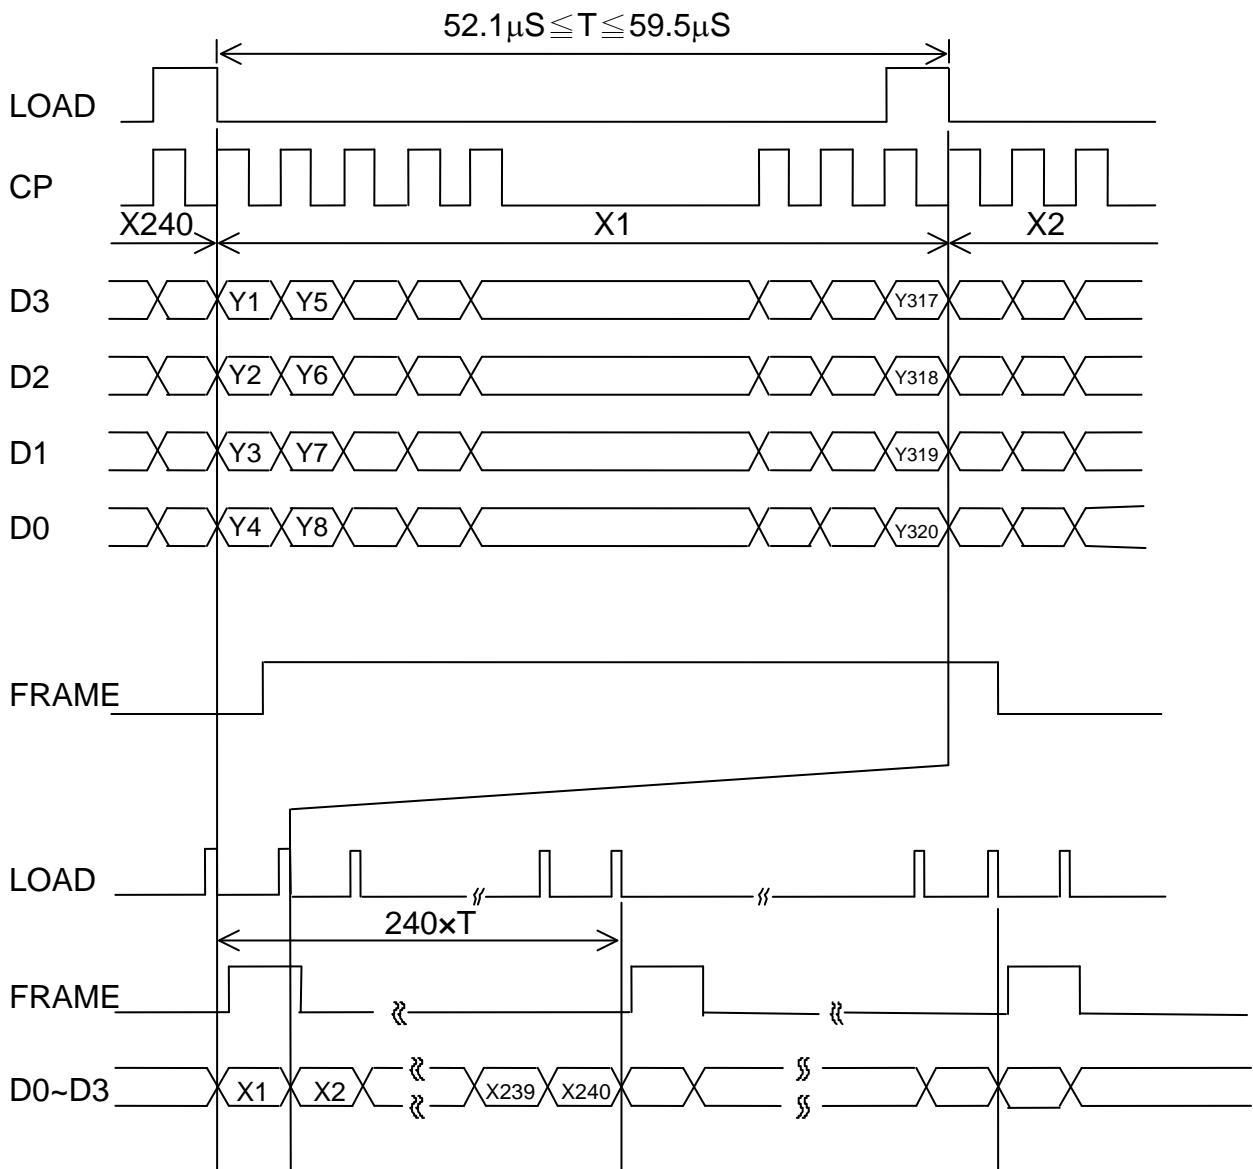 52.1μS≦T≦59.5μS
LOAD
CP
X240 X1 X2
D3 Y1 Y5 Y317
D2 Y2 Y6 Y318
D1 Y3 Y7 Y319
D0 Y4 Y8 Y320
FRAME
LOAD
240×T
FRAME
D0~D3 X1 X2 X239 X240